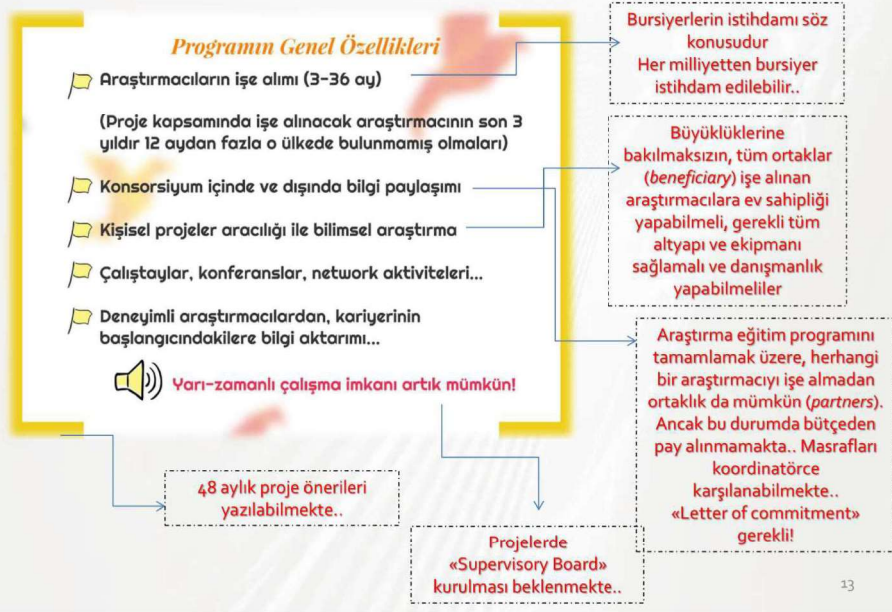 Programın Genel Özellikleri
Araştırmacıların işe alımı (3-36 ay)
(Proje kapsamında işe alınacak araştırmacının son 3
yıldır 12 aydan fazla o ülkede bulunmamış olmaları)
Konsorsiyum içinde ve dışında bilgi paylaşımı
Kişisel projeler aracılığı ile bilimsel araştırma
Çalıştaylar, konferanslar, network aktiviteleri...
Deneyimli araştırmacılardan, kariyerinin
başlangıcındakilere bilgi aktarımı...
Yarı-zamanlı çalışma imkanı artık mümkün!
Bursiyerlerin istihdamı söz
konusudur
Her milliyetten bursiyer
istihdam edilebilir..
Büyüklüklerine
bakılmaksızın, tüm ortaklar
(beneficiary) işe alınan
araştırmacılara ev sahipliği
yapabilmeli, gerekli tüm
altyapı ve ekipmanı
sağlamalı ve danışmanlık
yapabilmeliler
Araştırma eğitim programını
tamamlamak üzere, herhangi
bir araştırmacıyı işe almadan
ortaklık da mümkün (partners).
Ancak bu durumda bütçeden
pay alınmamakta.. Masrafları
koordinatörce
karşılanabilmekte..
«Letter of commitment»
gerekli!
48 aylık proje önerileri
yazılabilmekte..
Projelerde
«Supervisory Board»
kurulması beklenmekte..
13